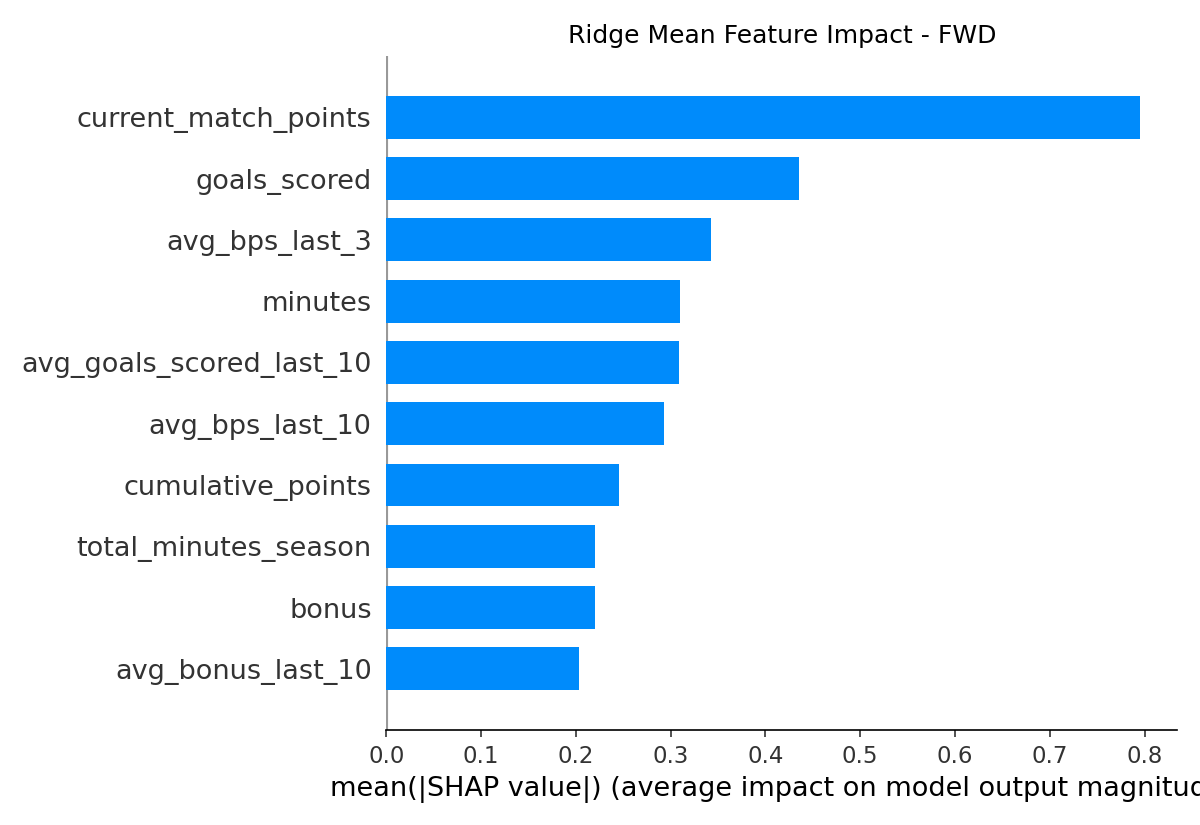 Ridge Mean Feature Impact - FWD
current_match_points
goals_scored
avg_bps_last_3
minutes
avg_goals_scored_last_10
avg_bps_last_10
cumulative_points
total_minutes_season
bonus
avg_bonus_last_10
0.0 0.1 0.2 0.3 0.4 0.5 0.6 0.7 0.8
mean(|SHAP value|) (average impact on model output magnitud